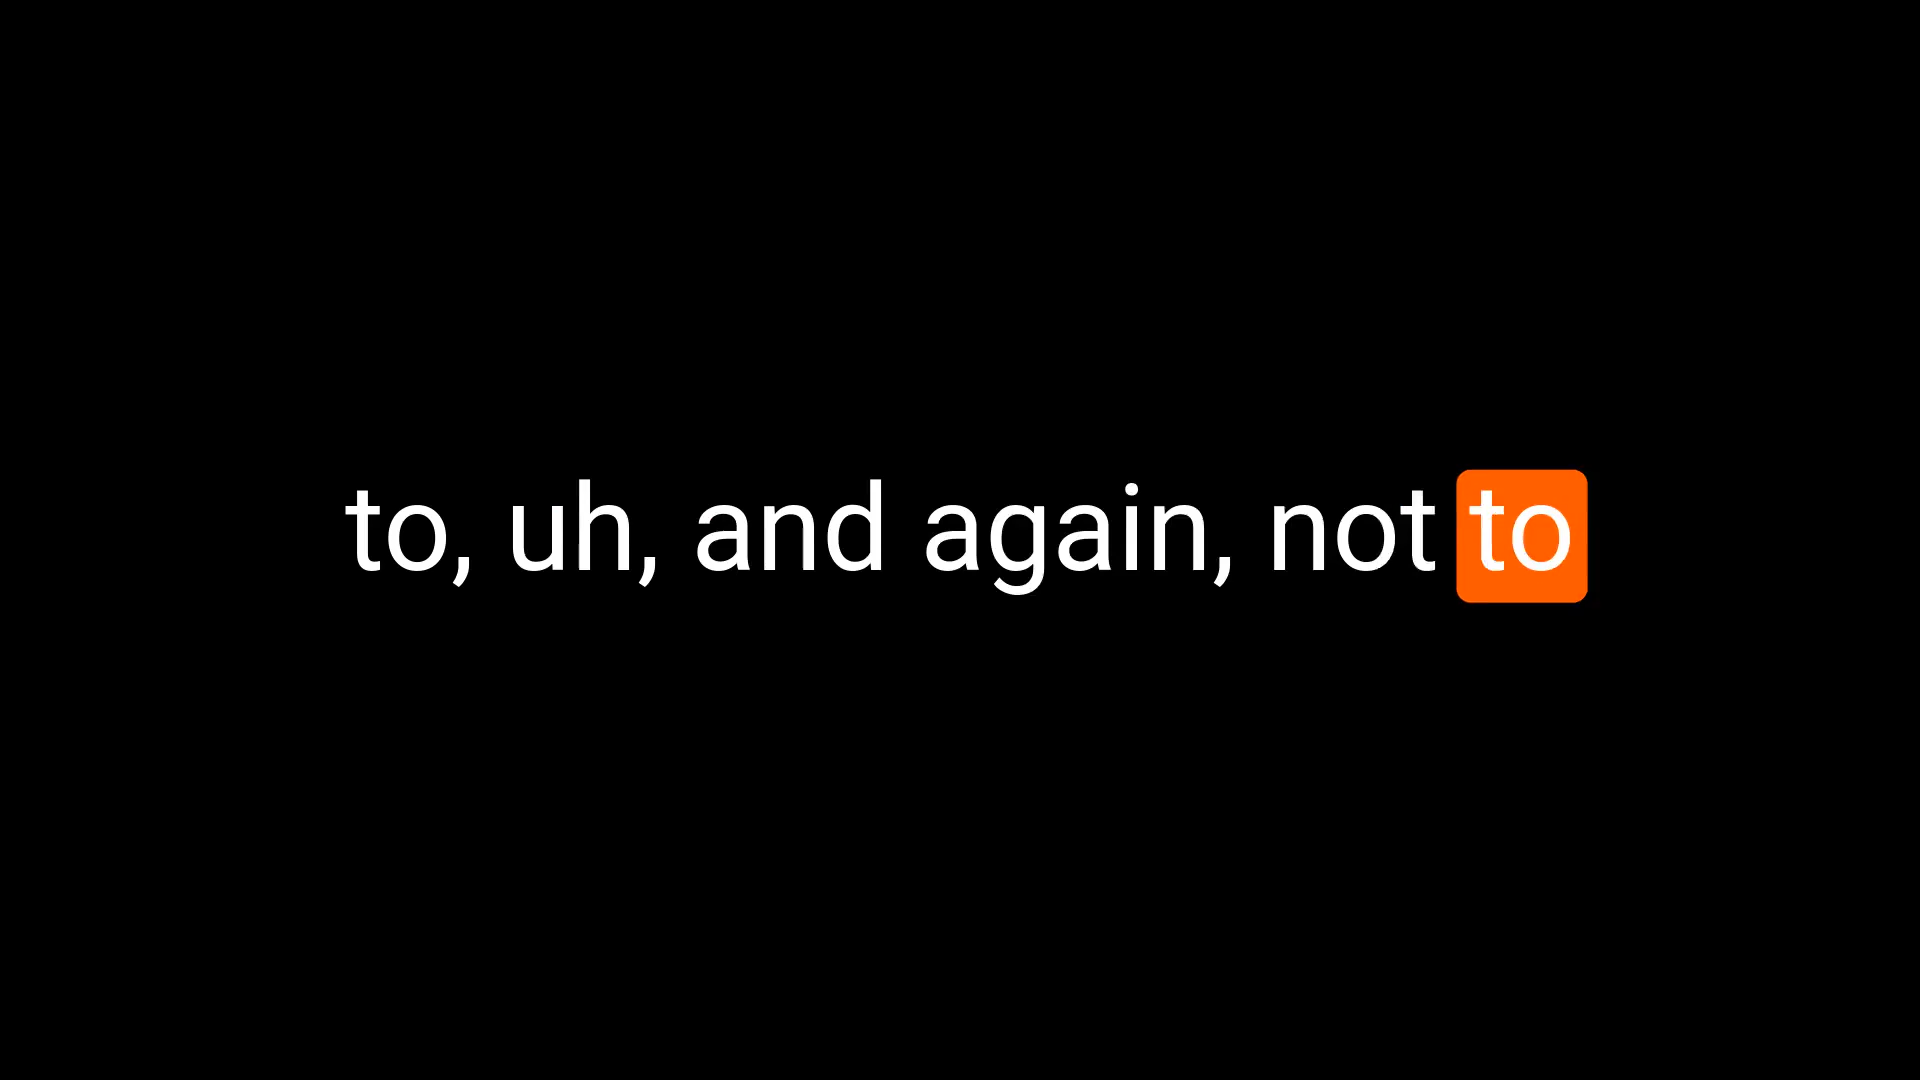 to, uh, and again, not to